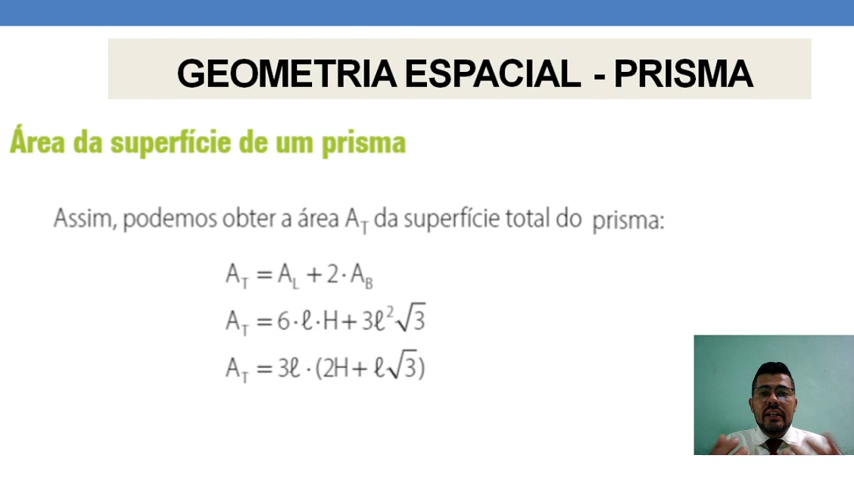 GEOMETRIA ESPACIAL - PRISMA
Área da superfície de um prisma
Assim, podemos obter a área A_T da superfície total do prisma:
A_T = A_L + 2 · A_B
A_T = 6 · ℓ · H + 3ℓ²√3
A_T = 3ℓ · (2H + ℓ√3)